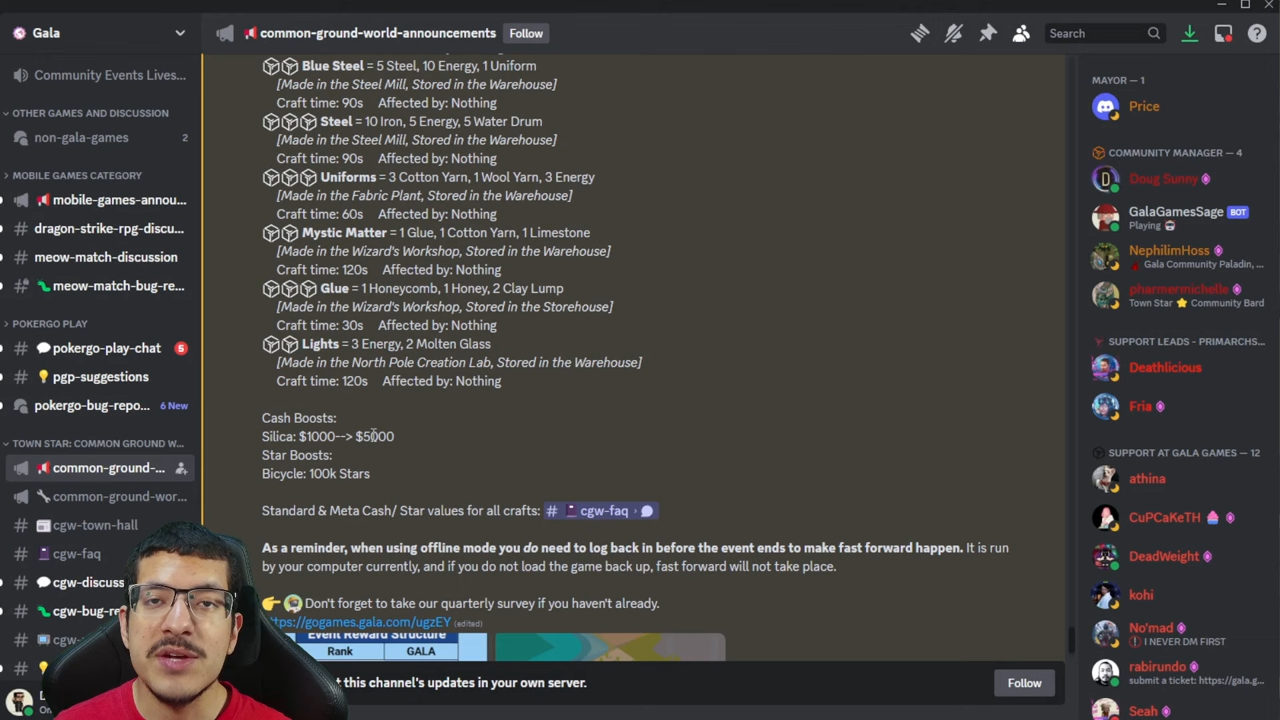 Gala
common-ground-world-announcements
Follow
Search
Community Events Lives...
OTHER GAMES AND DISCUSSION
non-gala-games
2
MOBILE GAMES CATEGORY
mobile-games-annou...
dragon-strike-rpg-discu...
meow-match-discussion
meow-match-bug-re...
POKERGO PLAY
pokergo-play-chat
5
pgp-suggestions
pokergo-bug-repo...
6 New
TOWN STAR: COMMON GROUND W...
common-ground-...
common-ground-wor...
cgw-town-hall
cgw-faq
cgw-discuss
cgw-bug-re
cgw-
Blue Steel = 5 Steel, 10 Energy, 1 Uniform
[Made in the Steel Mill, Stored in the Warehouse]
Craft time: 90s Affected by: Nothing
Steel = 10 Iron, 5 Energy, 5 Water Drum
[Made in the Steel Mill, Stored in the Warehouse]
Craft time: 90s Affected by: Nothing
Uniforms = 3 Cotton Yarn, 1 Wool Yarn, 3 Energy
[Made in the Fabric Plant, Stored in the Warehouse]
Craft time: 60s Affected by: Nothing
Mystic Matter = 1 Glue, 1 Cotton Yarn, 1 Limestone
[Made in the Wizard's Workshop, Stored in the Warehouse]
Craft time: 120s Affected by: Nothing
Glue = 1 Honeycomb, 1 Honey, 2 Clay Lump
[Made in the Wizard's Workshop, Stored in the Storehouse]
Craft time: 30s Affected by: Nothing
Lights = 3 Energy, 2 Molten Glass
[Made in the North Pole Creation Lab, Stored in the Warehouse]
Craft time: 120s Affected by: Nothing
Cash Boosts:
Silica: $1000--> $5000
Star Boosts:
Bicycle: 100k Stars
Standard & Meta Cash/ Star values for all crafts: # cgw-faq ›
As a reminder, when using offline mode you do need to log back in before the event ends to make fast forward happen. It is run
by your computer currently, and if you do not load the game back up, fast forward will not take place.
Don't forget to take our quarterly survey if you haven't already.
ttps://gogames.gala.com/ugzEY (edited)
Event Reward Structure
Rank GALA
t this channel's updates in your own server.
Follow
MAYOR — 1
Price
COMMUNITY MANAGER — 4
Doug Sunny
GalaGamesSage BOT
Playing
NephilimHoss
Gala Community Paladin, ...
pharmermichelle
Town Star Community Bard
SUPPORT LEADS - PRIMARCHS...
Deathlicious
Fria
SUPPORT AT GALA GAMES — 12
athina
CuPCaKeTH
DeadWeight
kohi
No'mad
I NEVER DM FIRST
rabirundo
submit a ticket: https://gala.g...
Seah